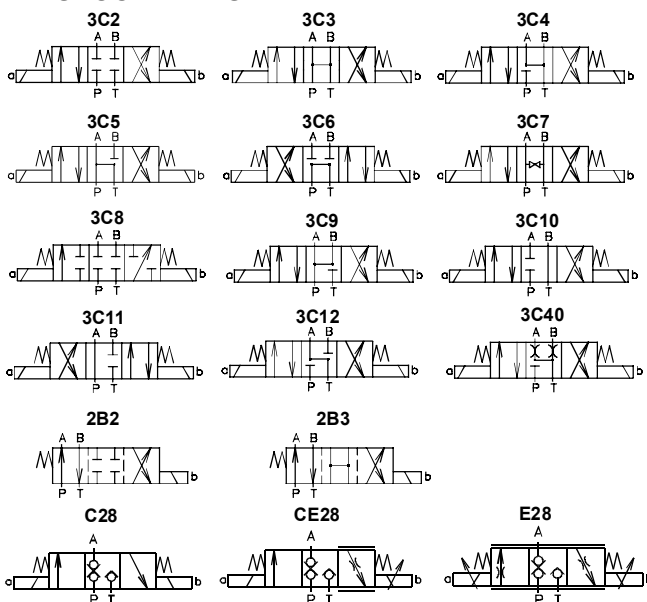 3C2 3C3 3C4
A B A B A B
a b a b a b
P T P T P T
3C5 3C6 3C7
A B A B A B
a b a b a b
P T P T P T
3C8 3C9 3C10
A B A B A B
a b a b a b
P T P T P T
3C11 3C12 3C40
A B A B A B
a b a b a b
P T P T P T
2B2 2B3
A B A B
b b
P T P T
C28 CE28 E28
A A A
a b a b a b
P T P T P T